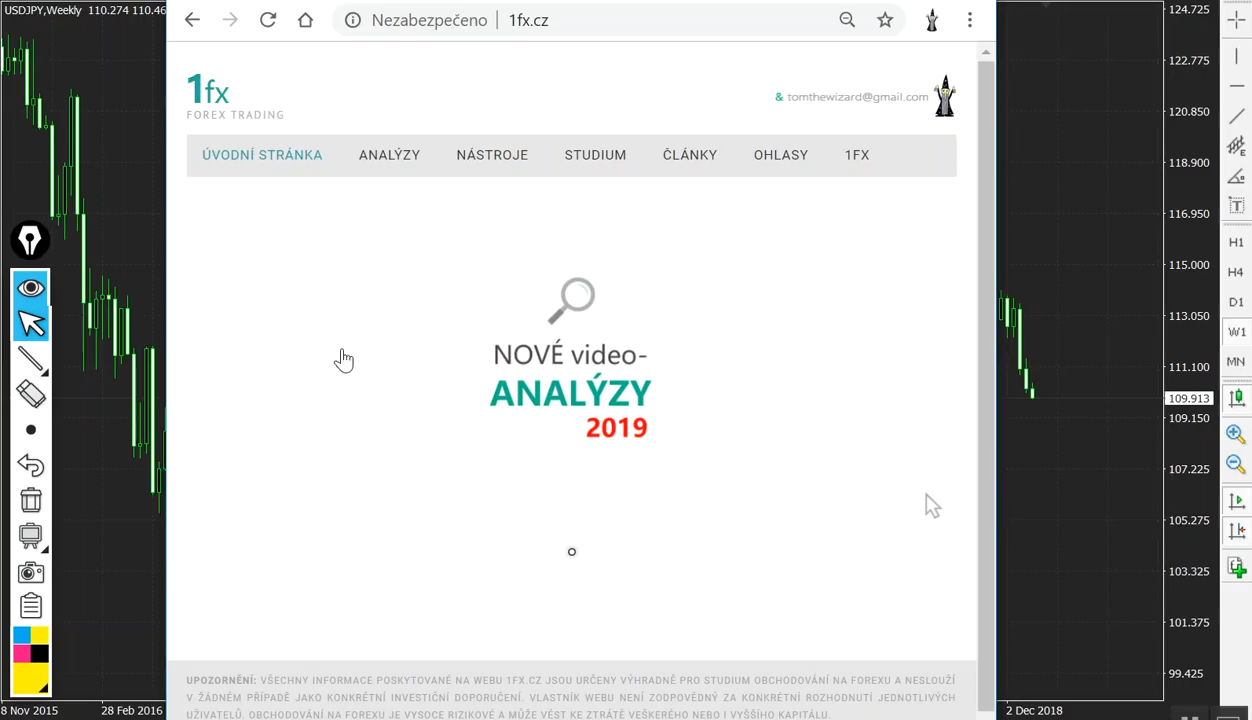 USDJPY,Weekly 110.274 110.46
Nezabezpečeno | 1fx.cz
1fx
FOREX TRADING
& tomthewizard@gmail.com
ÚVODNÍ STRÁNKA ANALÝZY NÁSTROJE STUDIUM ČLÁNKY OHLASY 1FX
NOVÉ video-
ANALÝZY
2019
UPOZORNĚNÍ: VŠECHNY INFORMACE POSKYTOVANÉ NA WEBU 1FX.CZ JSOU URČENY VÝHRADNĚ PRO STUDIUM OBCHODOVÁNÍ NA FOREXU A NESLOUŽÍ
V ŽÁDNÉM PŘÍPADĚ JAKO KONKRÉTNÍ INVESTIČNÍ DOPORUČENÍ. VLASTNÍK WEBU NENÍ ZODPOVĚDNÝ ZA KONKRÉTNÍ ROZHODNUTÍ JEDNOTLIVÝCH
UŽIVATELŮ. OBCHODOVÁNÍ NA FOREXU JE VYSOCE RIZIKOVÉ A MŮŽE VÉST KE ZTRÁTĚ VEŠKERÉHO NEBO I VYŠŠÍHO KAPITÁLU.
8 Nov 2015 28 Feb 2016 2 Dec 2018
124.725
122.775
120.850
118.900
116.950
115.000
113.050
111.100
109.913
109.150
107.225
105.275
103.325
101.375
99.425
E
T
H1
H4
D1
W1
MN